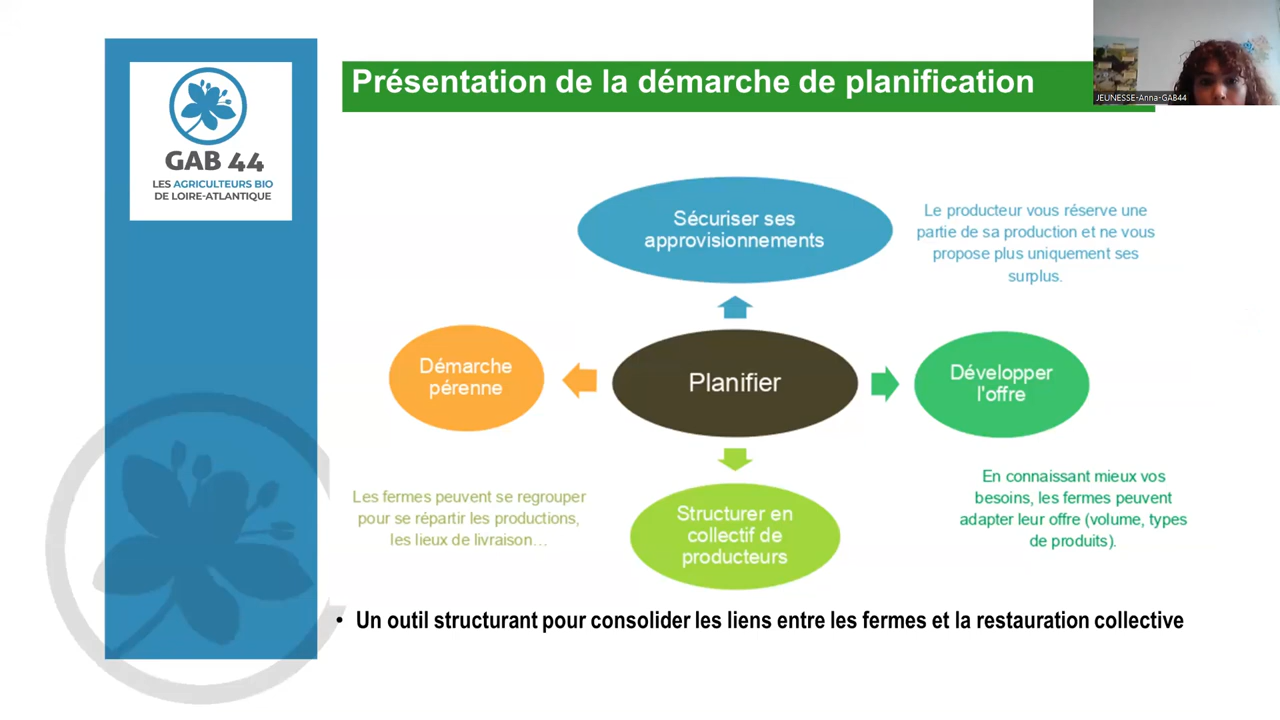 Présentation de la démarche de planification
JEUNESSE-Anna-GAB44
GAB 44
LES AGRICULTEURS BIO
DE LOIRE-ATLANTIQUE
Sécuriser ses
approvisionnements
Le producteur vous réserve une
partie de sa production et ne vous
propose plus uniquement ses
surplus.
Démarche
pérenne
Planifier
Développer
l'offre
Les fermes peuvent se regrouper
pour se répartir les productions,
les lieux de livraison…
Structurer en
collectif de
producteurs
En connaissant mieux vos
besoins, les fermes peuvent
adapter leur offre (volume, types
de produits).
• Un outil structurant pour consolider les liens entre les fermes et la restauration collective